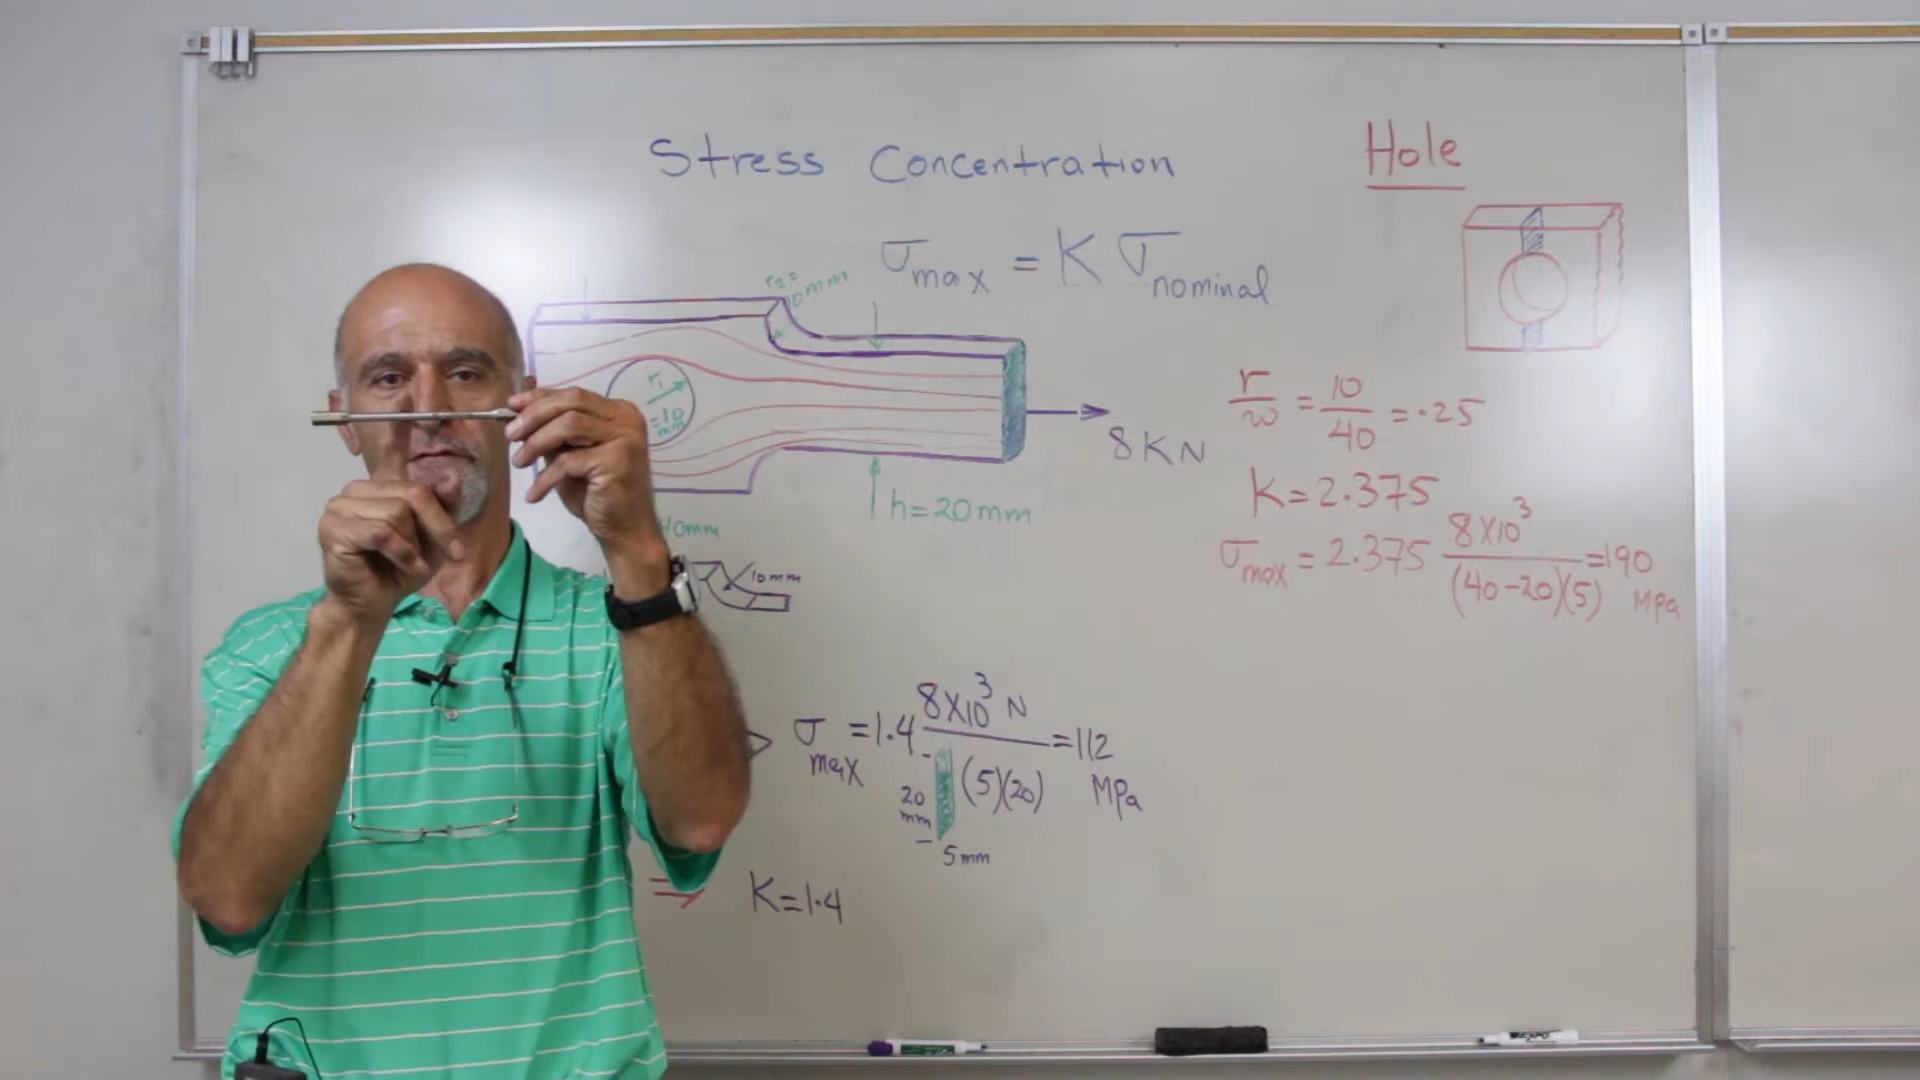 Stress Concentration
Hole
σmax = K σnominal
10mm
r1
=10
mm
8KN
h=20mm
40mm
10mm
r/w = 10/40 = .25
K=2.375
σmax = 2.375 8X10³/(40-20)(5) =190 MPa
σmax =1.4 8X10³ N/(5)(20) =112 MPa
20 mm
5mm
K=1.4